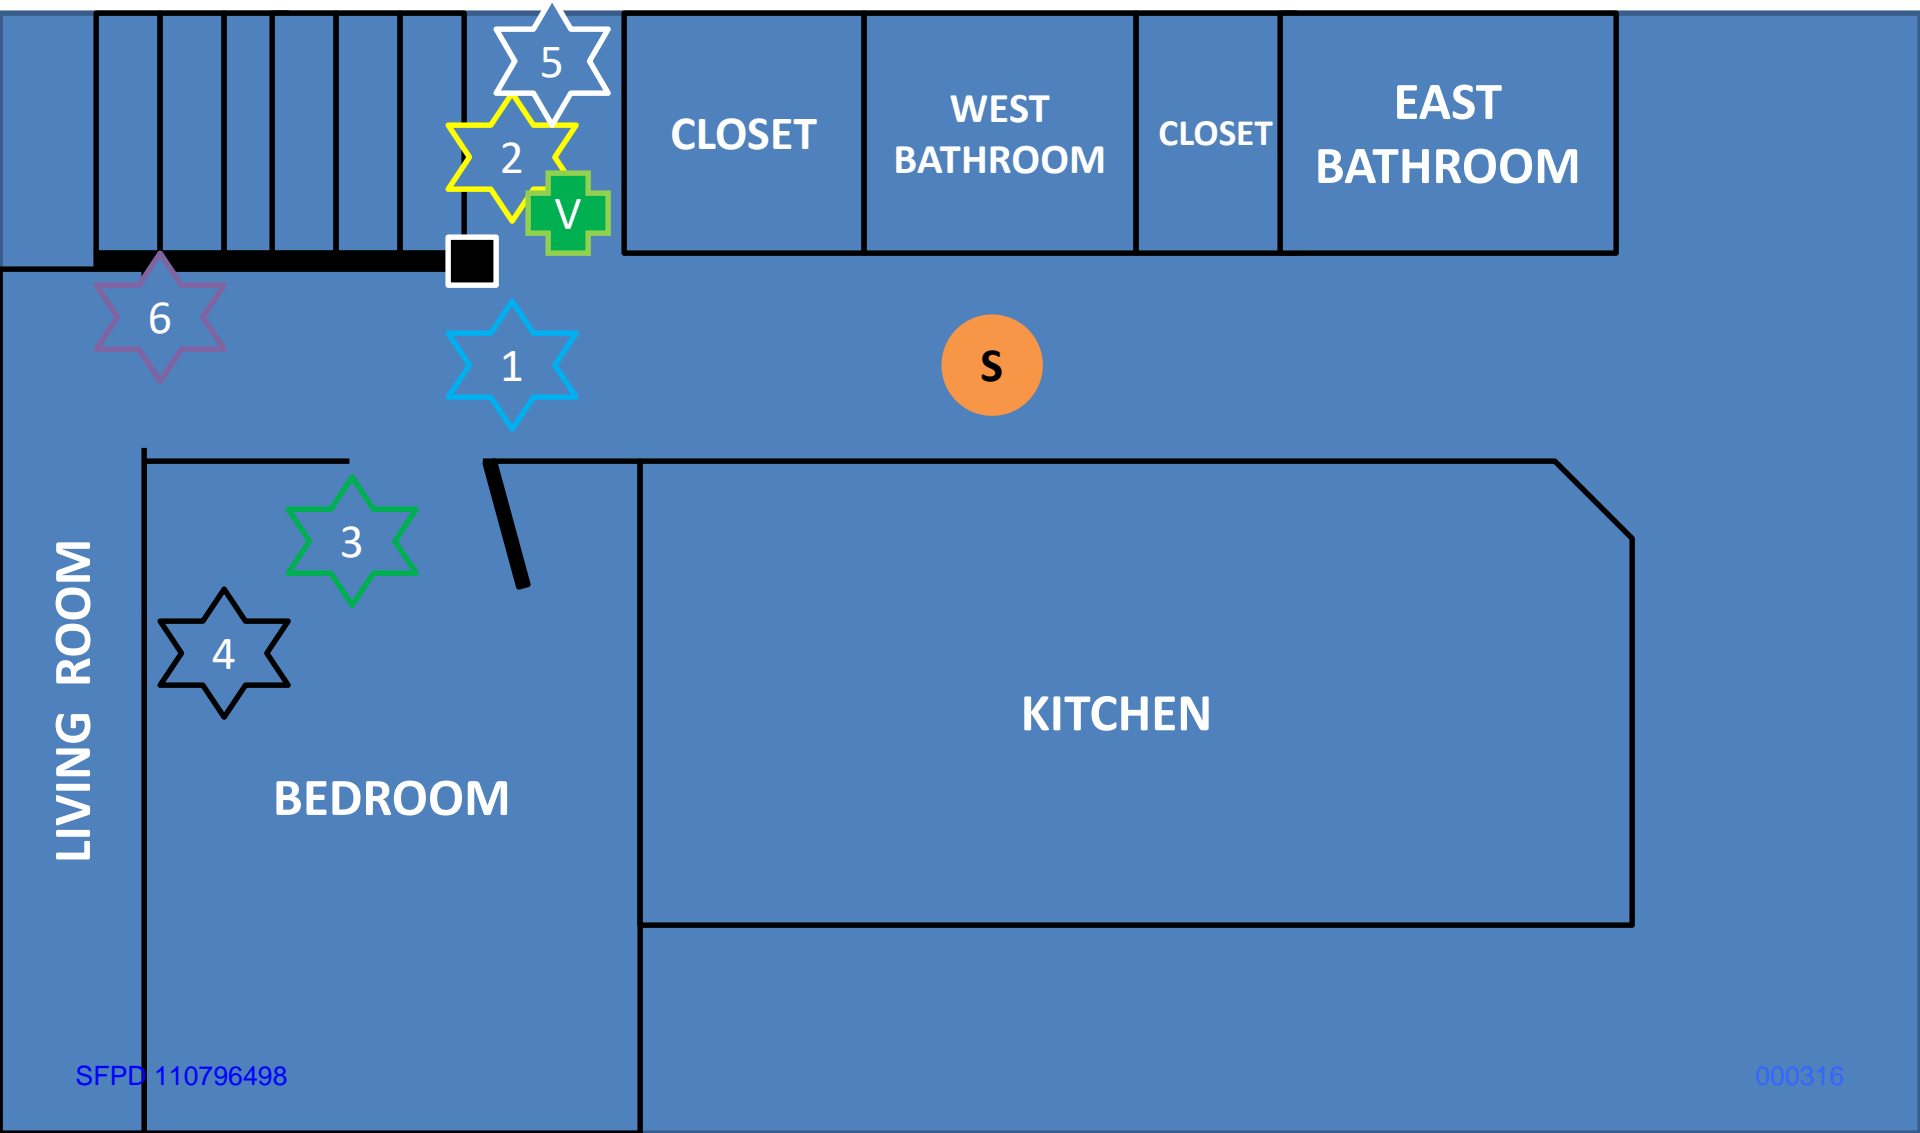 5
CLOSET
WEST
BATHROOM
CLOSET
EAST
BATHROOM
2
V
6
1
S
3
4
LIVING ROOM
KITCHEN
BEDROOM
SFPD 110796498
000316